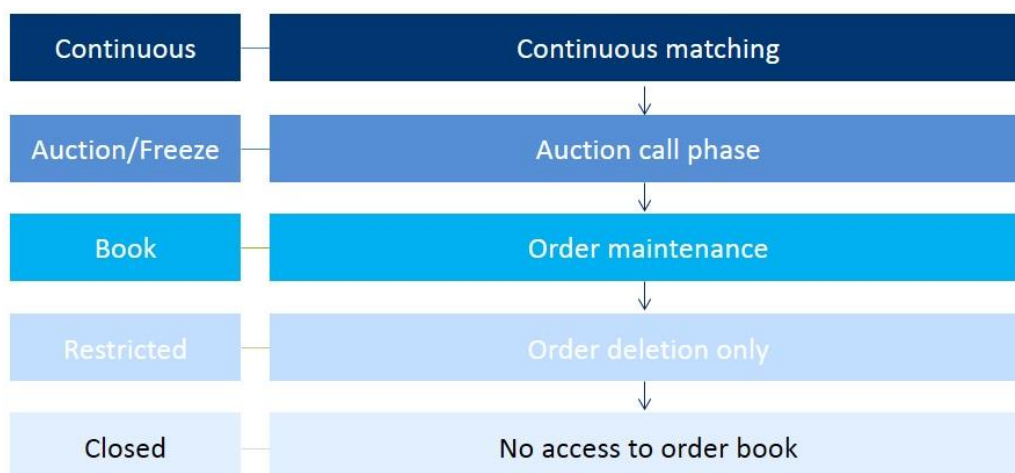 Continuous
Continuous matching
Auction/Freeze
Auction call phase
Book
Order maintenance
Restricted
Order deletion only
Closed
No access to order book